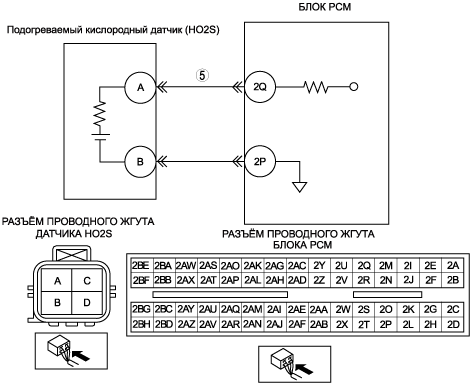 БЛОК PCM
Подогреваемый кислородный датчик (HO2S)
A 5 2Q
B 2P
РАЗЪЁМ ПРОВОДНОГО ЖГУТА
ДАТЧИКА HO2S
A C
B D
РАЗЪЁМ ПРОВОДНОГО ЖГУТА
БЛОКА PCM
2BE 2BA 2AW 2AS 2AO 2AK 2AG 2AC 2Y 2U 2Q 2M 2I 2E 2A
2BF 2BB 2AX 2AT 2AP 2AL 2AH 2AD 2Z 2V 2R 2N 2J 2F 2B
2BG 2BC 2AY 2AU 2AQ 2AM 2AI 2AE 2AA 2W 2S 2O 2K 2G 2C
2BH 2BD 2AZ 2AV 2AR 2AN 2AJ 2AF 2AB 2X 2T 2P 2L 2H 2D